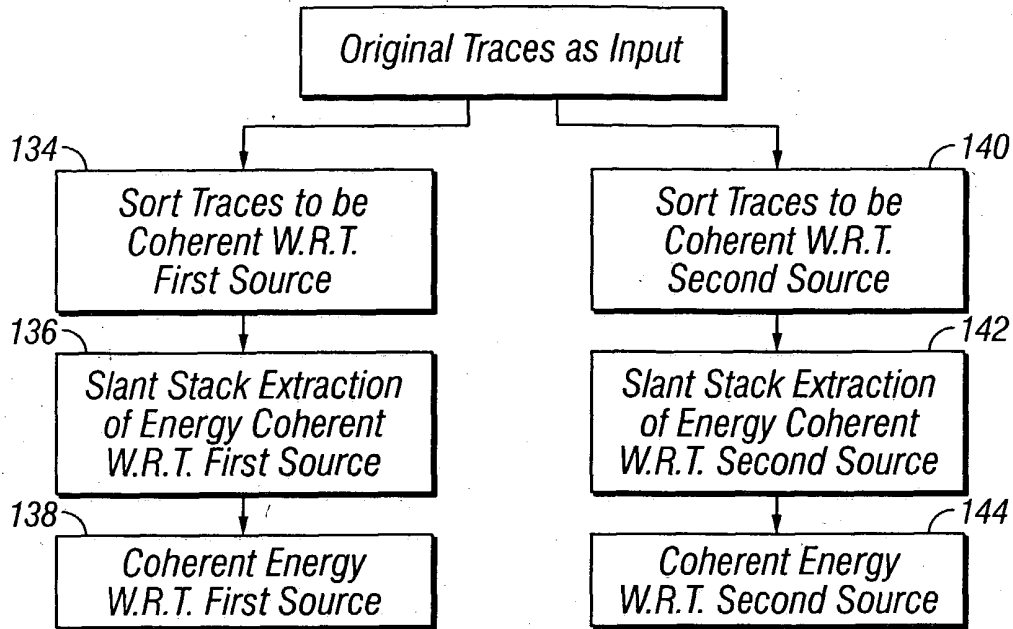 Original Traces as Input
134
Sort Traces to be
Coherent W.R.T.
First Source
140
Sort Traces to be
Coherent W.R.T.
Second Source
136
Slant Stack Extraction
of Energy Coherent
W.R.T. First Source
142
Slant Stack Extraction
of Energy Coherent
W.R.T. Second Source
138
Coherent Energy
W.R.T. First Source
144
Coherent Energy
W.R.T. Second Source